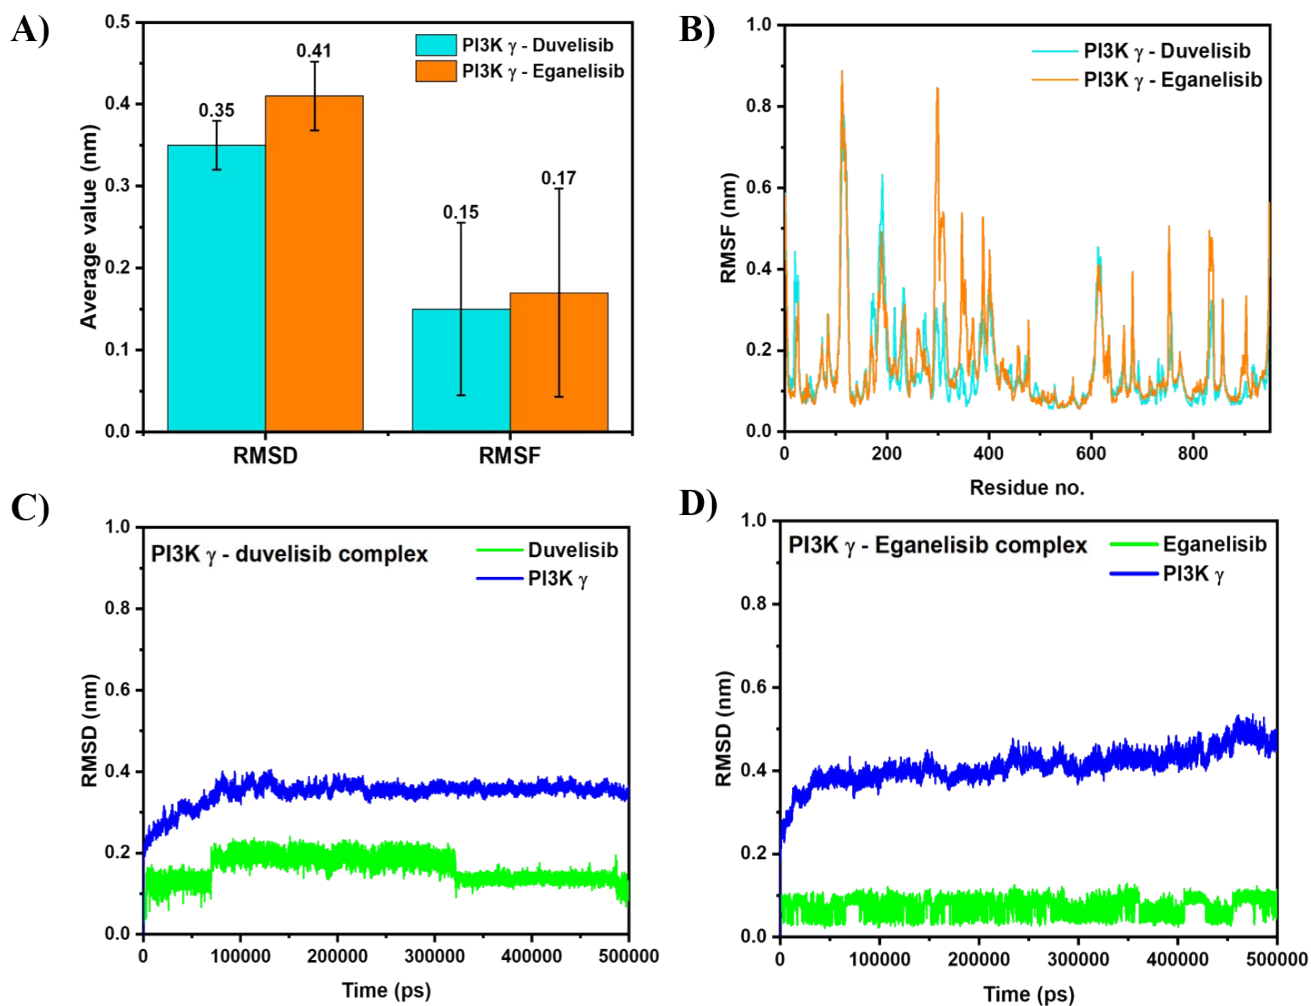 A)
PI3K γ - Duvelisib
PI3K γ - Eganelisib
0.35
0.41
0.15
0.17
Average value (nm)
0.5
0.4
0.3
0.2
0.1
0.0
RMSD RMSF
B)
PI3K γ - Duvelisib
PI3K γ - Eganelisib
RMSF (nm)
1.0
0.8
0.6
0.4
0.2
0.0
0 200 400 600 800
Residue no.
C)
PI3K γ - duvelisib complex
Duvelisib
PI3K γ
RMSD (nm)
1.0
0.8
0.6
0.4
0.2
0.0
0 100000 200000 300000 400000 500000
Time (ps)
D)
PI3K γ - Eganelisib complex
Eganelisib
PI3K γ
RMSD (nm)
1.0
0.8
0.6
0.4
0.2
0.0
0 100000 200000 300000 400000 500000
Time (ps)